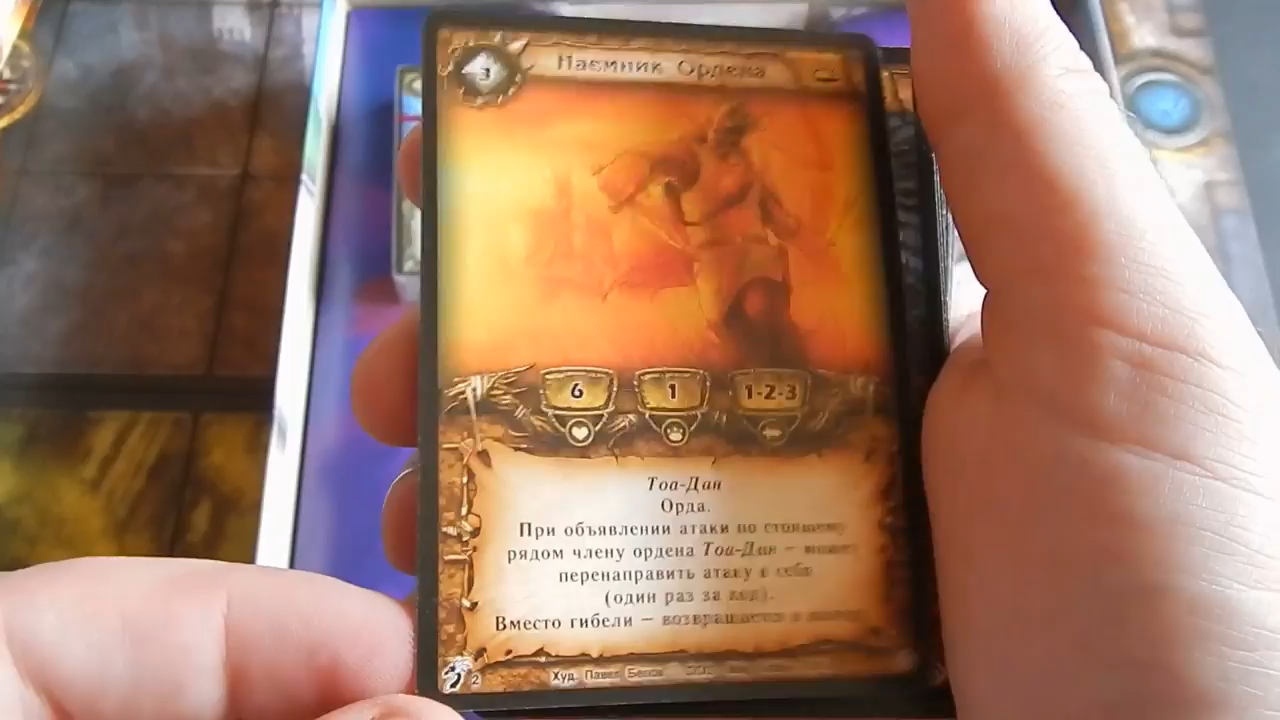 3
Наемник Ордена
6
1
1-2-3
Тоа-Дан
Орда.
При объявлении атаки по стоящему
рядом члену ордена Тоа-Дан – может
перенаправить атаку в себя
(один раз за ход).
Вместо гибели – возвращается в
2
Худ. Павел